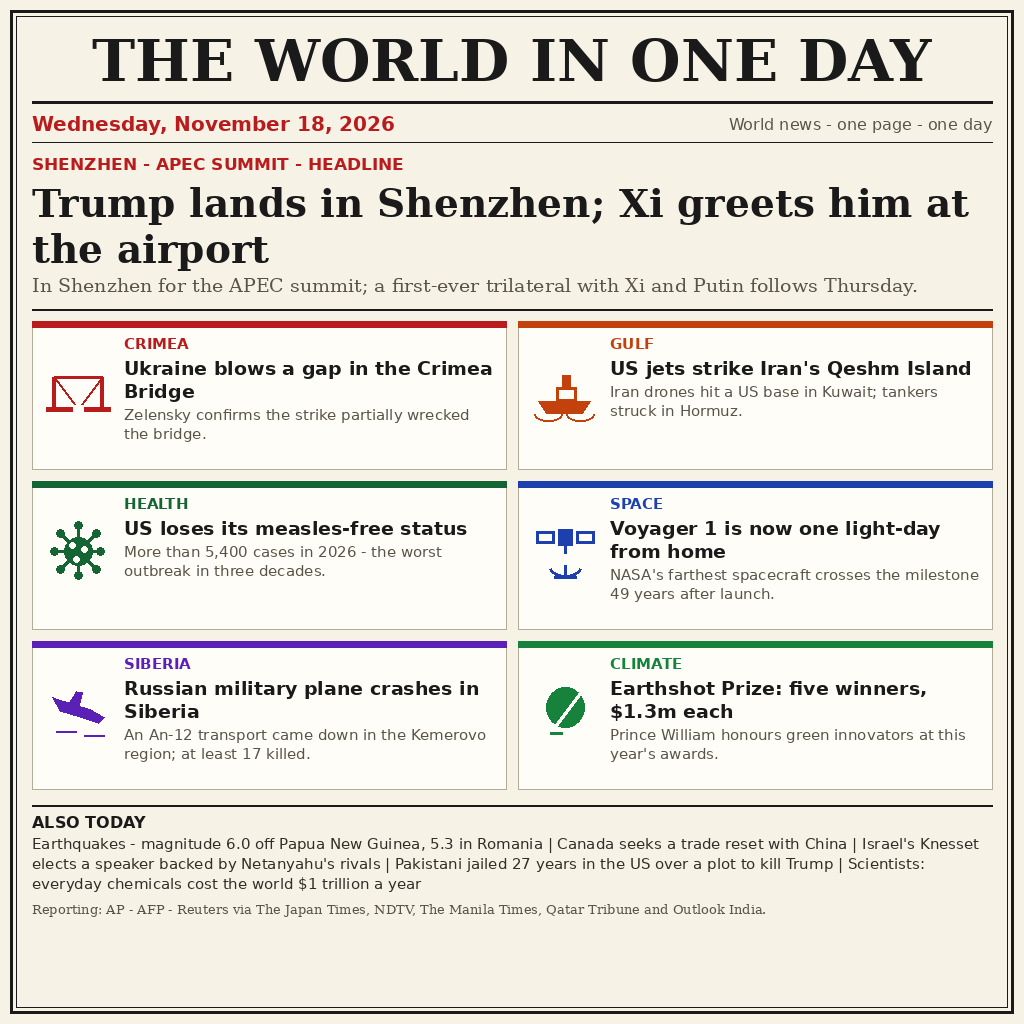 THE WORLD IN ONE DAY
Wednesday, November 18, 2026
World news - one page - one day
SHENZHEN - APEC SUMMIT - HEADLINE
Trump lands in Shenzhen; Xi greets him at
the airport
In Shenzhen for the APEC summit; a first-ever trilateral with Xi and Putin follows Thursday.
CRIMEA
Ukraine blows a gap in the Crimea
Bridge
Zelensky confirms the strike partially wrecked
the bridge.
GULF
US jets strike Iran's Qeshm Island
Iran drones hit a US base in Kuwait; tankers
struck in Hormuz.
HEALTH
US loses its measles-free status
More than 5,400 cases in 2026 - the worst
outbreak in three decades.
SPACE
Voyager 1 is now one light-day
from home
NASA's farthest spacecraft crosses the milestone
49 years after launch.
SIBERIA
Russian military plane crashes in
Siberia
An An-12 transport came down in the Kemerovo
region; at least 17 killed.
CLIMATE
Earthshot Prize: five winners,
$1.3m each
Prince William honours green innovators at this
year's awards.
ALSO TODAY
Earthquakes - magnitude 6.0 off Papua New Guinea, 5.3 in Romania | Canada seeks a trade reset with China | Israel's Knesset
elects a speaker backed by Netanyahu's rivals | Pakistani jailed 27 years in the US over a plot to kill Trump | Scientists:
everyday chemicals cost the world $1 trillion a year
Reporting: AP - AFP - Reuters via The Japan Times, NDTV, The Manila Times, Qatar Tribune and Outlook India.